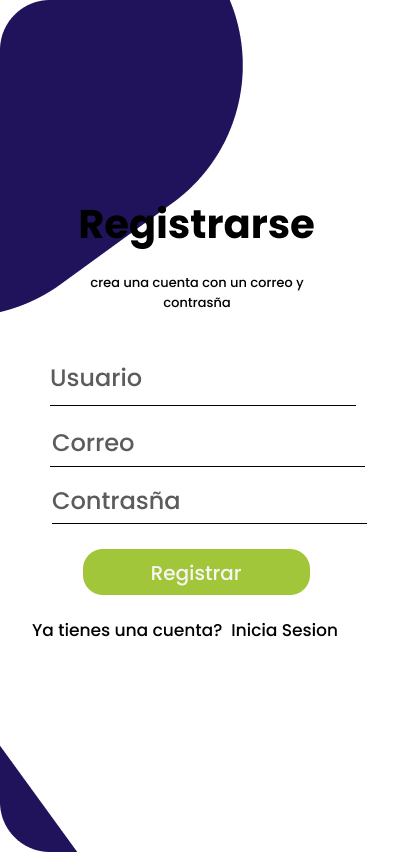 Registrarse
crea una cuenta con un correo y
contrasña
Usuario
Correo
Contrasña
Registrar
Ya tienes una cuenta? Inicia Sesion